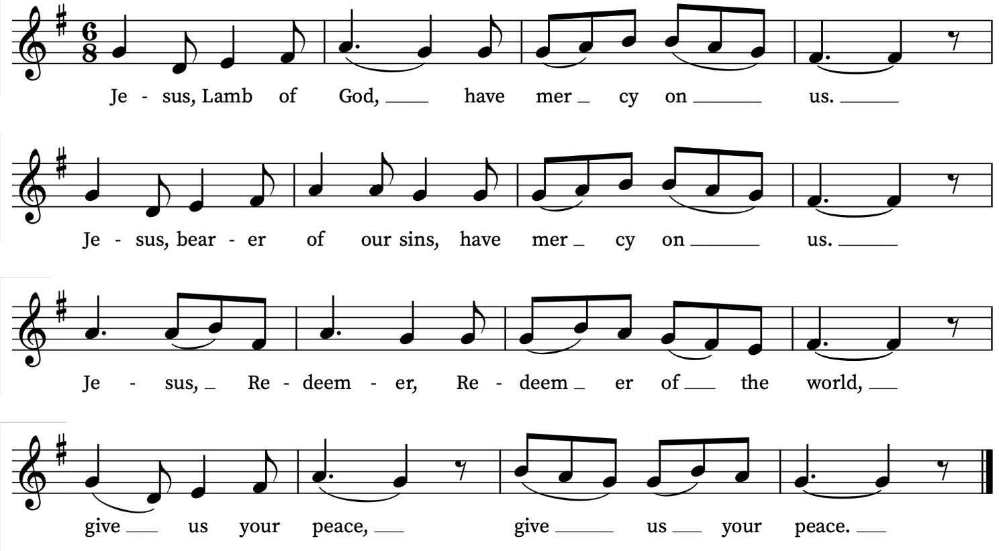 6
8
Je - sus, Lamb of God, have mer cy on us.
Je - sus, bear - er of our sins, have mer cy on us.
Je - sus, Re - deem - er, Re - deem er of the world,
give us your peace, give us your peace.